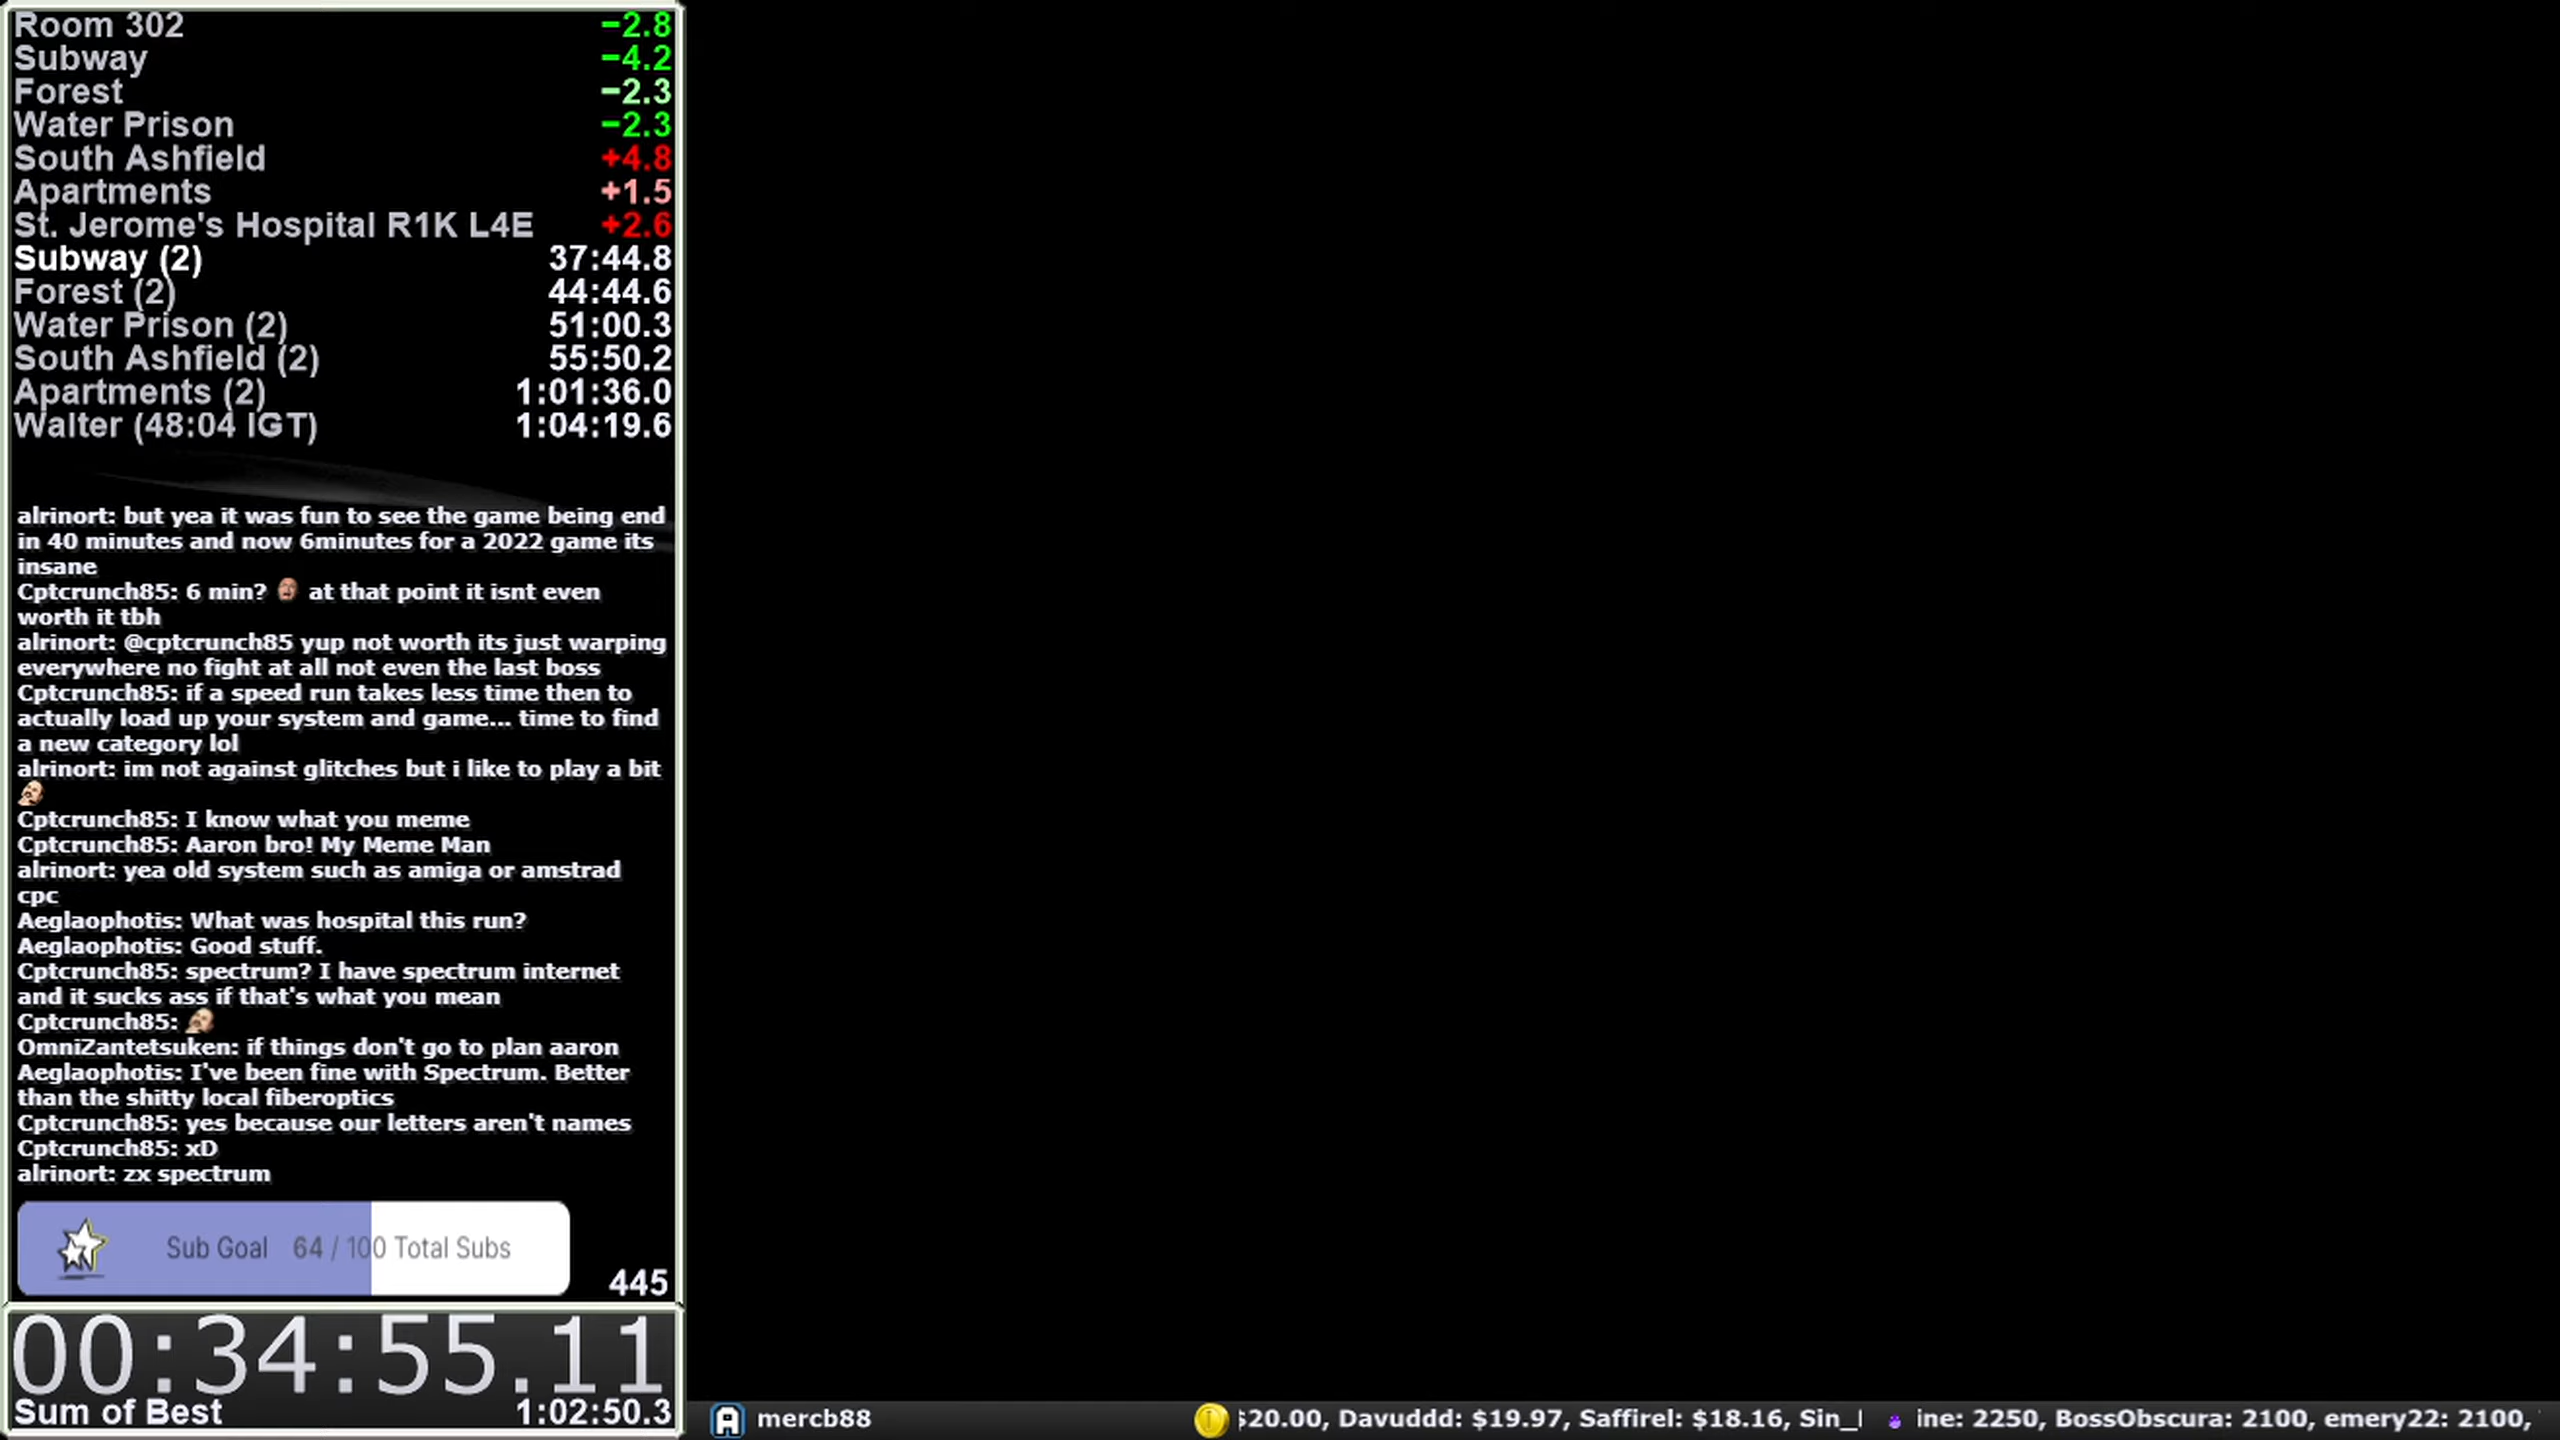 Room 302 −2.8
Subway −4.2
Forest −2.3
Water Prison −2.3
South Ashfield +4.8
Apartments +1.5
St. Jerome's Hospital R1K L4E +2.6
Subway (2) 37:44.8
Forest (2) 44:44.6
Water Prison (2) 51:00.3
South Ashfield (2) 55:50.2
Apartments (2) 1:01:36.0
Walter (48:04 IGT) 1:04:19.6
alrinort: but yea it was fun to see the game being end
in 40 minutes and now 6minutes for a 2022 game its
insane
Cptcrunch85: 6 min? at that point it isnt even
worth it tbh
alrinort: @cptcrunch85 yup not worth its just warping
everywhere no fight at all not even the last boss
Cptcrunch85: if a speed run takes less time then to
actually load up your system and game... time to find
a new category lol
alrinort: im not against glitches but i like to play a bit
Cptcrunch85: I know what you meme
Cptcrunch85: Aaron bro! My Meme Man
alrinort: yea old system such as amiga or amstrad
cpc
Aeglaophotis: What was hospital this run?
Aeglaophotis: Good stuff.
Cptcrunch85: spectrum? I have spectrum internet
and it sucks ass if that's what you mean
Cptcrunch85:
OmniZantetsuken: if things don't go to plan aaron
Aeglaophotis: I've been fine with Spectrum. Better
than the shitty local fiberoptics
Cptcrunch85: yes because our letters aren't names
Cptcrunch85: xD
alrinort: zx spectrum
Sub Goal 64 / 100 Total Subs
445
00:34:55.11
Sum of Best 1:02:50.3
mercb88 $20.00, Davuddd: $19.97, Saffirel: $18.16, Sin_ ine: 2250, BossObscura: 2100, emery22: 2100,